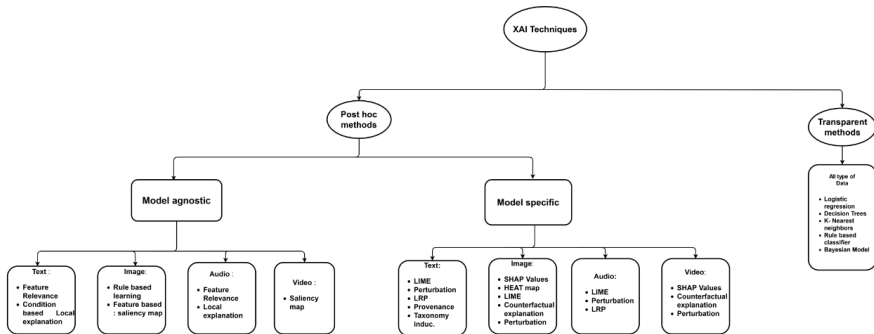 XAI Techniques
Post hoc
methods
Transparent
methods
Model agnostic
Model specific
All type of
Data
• Logistic
regression
• Decision Trees
• K- Nearest
neighbors
• Rule based
classifier
• Bayesian Model
Text :
• Feature
Relevance
• Condition
based Local
explanation
Image:
• Rule based
learning
• Feature based
: saliency map
Audio :
• Feature
Relevance
• Local
explanation
Video :
• Saliency
map
Text:
• LIME
• Perturbation
• LRP
• Provenance
• Taxonomy
induc.
Image:
• SHAP Values
• HEAT map
• LIME
• Counterfactual
explanation
• Perturbation
Audio:
• LIME
• Perturbation
• LRP
Video:
• SHAP Values
• Counterfactual
explanation
• Perturbation